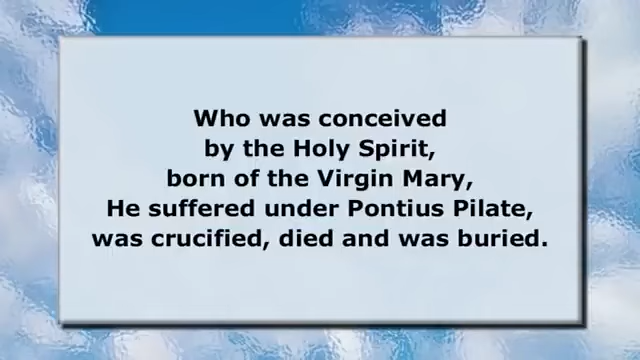 Who was conceived
by the Holy Spirit,
born of the Virgin Mary,
He suffered under Pontius Pilate,
was crucified, died and was buried.